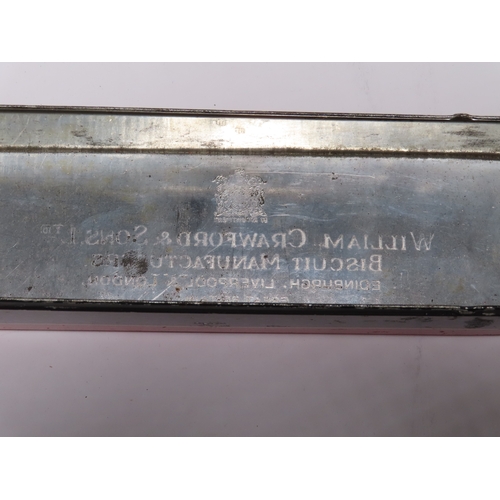 WILLIAM CRAWFORD & SONS, LTD
BISCUIT MANUFACTURERS
EDINBURGH, LIVERPOOL & LONDON.